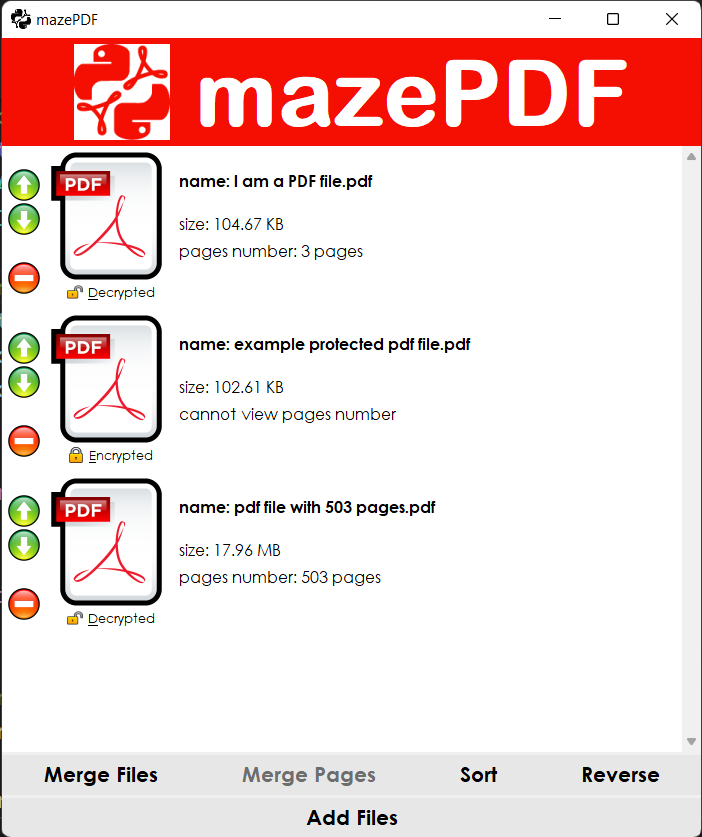 mazePDF
mazePDF
PDF
name: I am a PDF file.pdf
size: 104.67 KB
pages number: 3 pages
Decrypted
PDF
name: example protected pdf file.pdf
size: 102.61 KB
cannot view pages number
Encrypted
PDF
name: pdf file with 503 pages.pdf
size: 17.96 MB
pages number: 503 pages
Decrypted
Merge Files Merge Pages Sort Reverse
Add Files